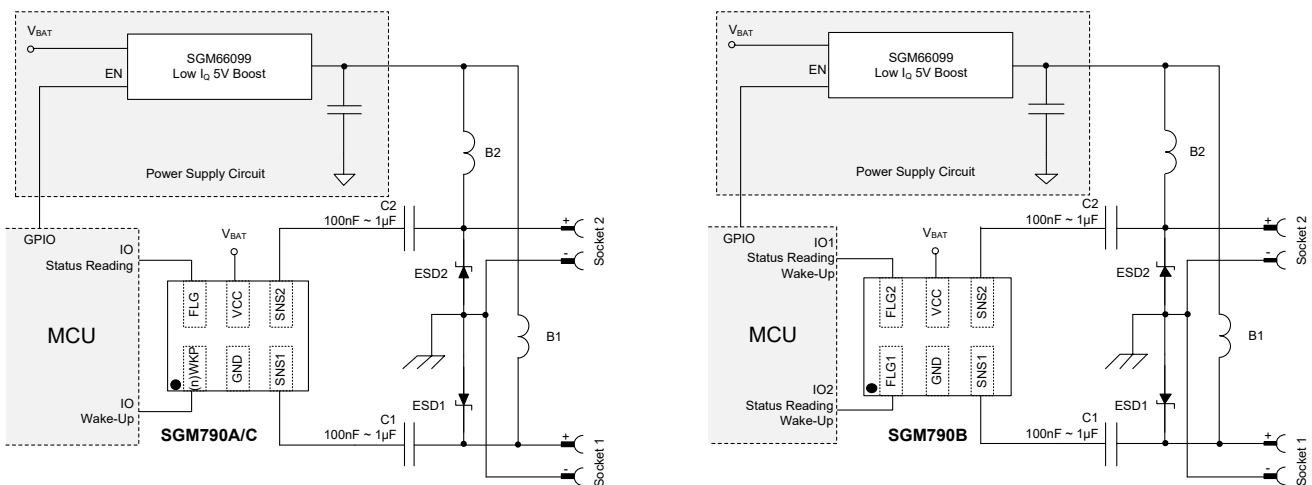 VBAT
SGM66099
Low IQ 5V Boost
EN
B2
Power Supply Circuit
C2
100nF ~ 1µF
GPIO
VBAT
IO
Status Reading
+
-
Socket 2
ESD2
FLG
VCC
SNS2
MCU
B1
(n)WKP
GND
SNS1
IO
Wake-Up
ESD1
C1
100nF ~ 1µF
SGM790A/C
+
-
Socket 1
VBAT
SGM66099
Low IQ 5V Boost
EN
B2
Power Supply Circuit
C2
100nF ~ 1µF
GPIO
VBAT
IO1
Status Reading
Wake-Up
+
-
Socket 2
ESD2
FLG2
VCC
SNS2
MCU
B1
FLG1
GND
SNS1
IO2
Status Reading
Wake-Up
ESD1
C1
100nF ~ 1µF
SGM790B
+
-
Socket 1